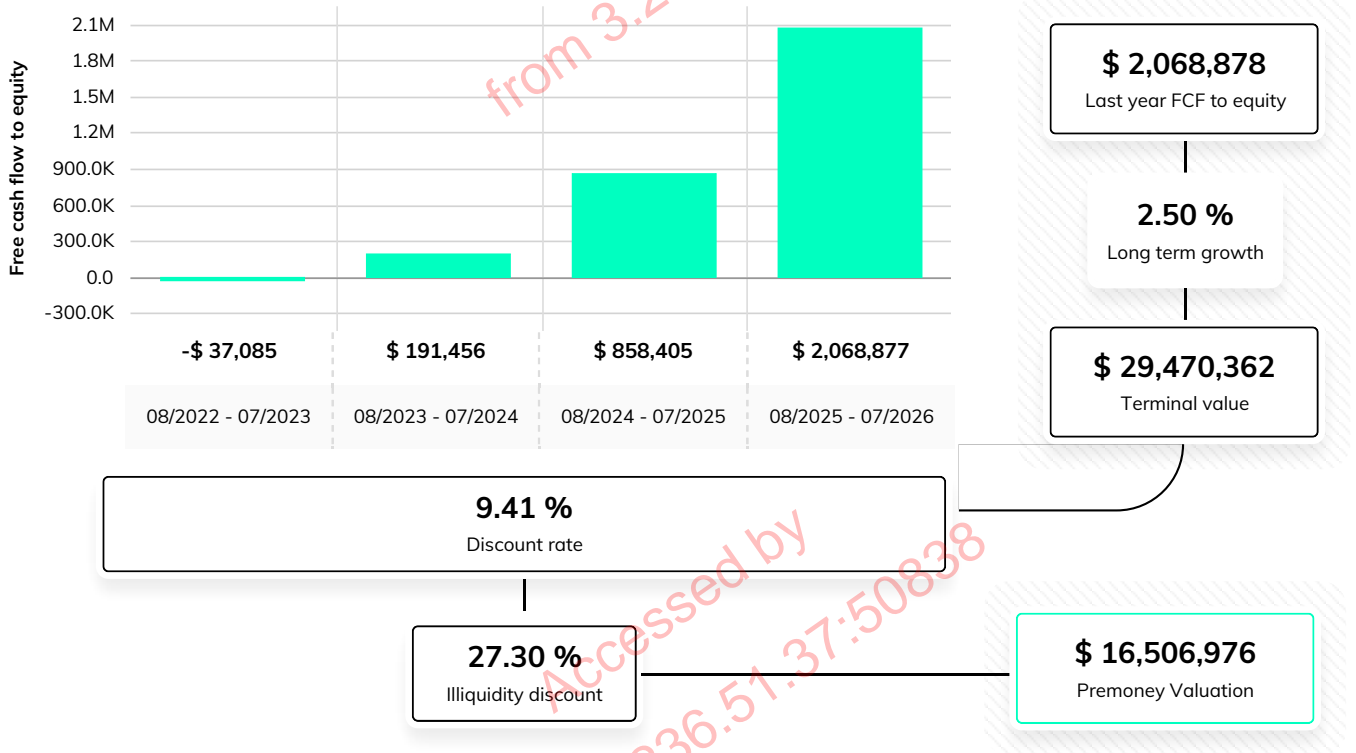 Free cash flow to equity
2.1M
1.8M
1.5M
1.2M
900.0K
600.0K
300.0K
0.0
-300.0K
-$ 37,085
$ 191,456
$ 858,405
$ 2,068,877
08/2022 - 07/2023
08/2023 - 07/2024
08/2024 - 07/2025
08/2025 - 07/2026
$ 2,068,878
Last year FCF to equity
2.50 %
Long term growth
$ 29,470,362
Terminal value
9.41 %
Discount rate
27.30 %
Illiquidity discount
$ 16,506,976
Premoney Valuation
from 3.2
Accessed by
36.51.37:50838